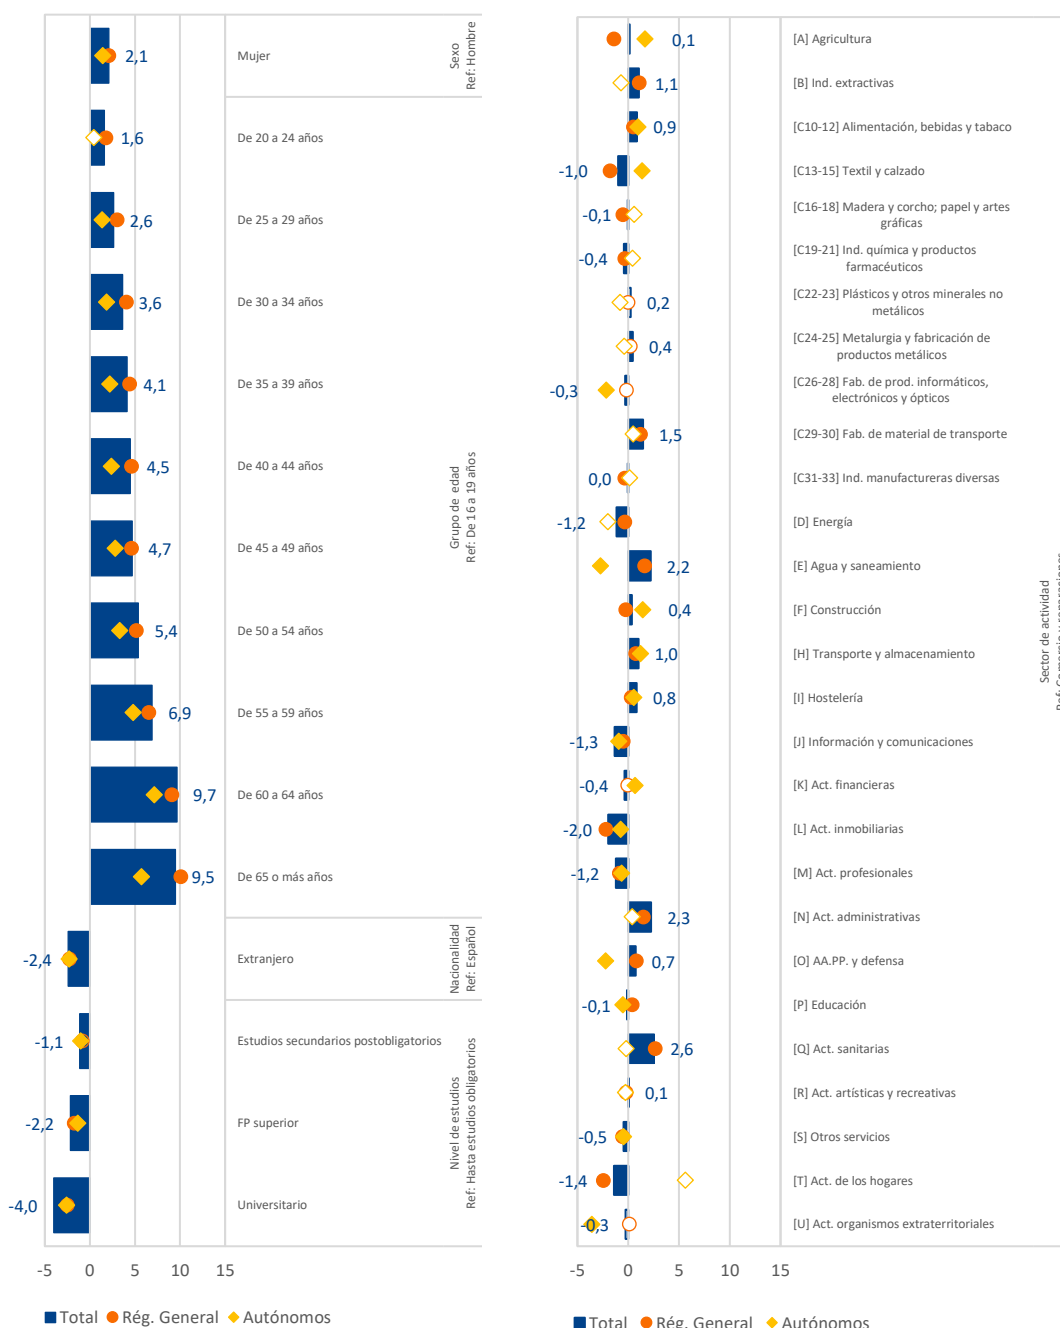 2,1
Mujer
Sexo
Ref: Hombre
1,6
De 20 a 24 años
2,6
De 25 a 29 años
3,6
De 30 a 34 años
4,1
De 35 a 39 años
4,5
De 40 a 44 años
4,7
De 45 a 49 años
5,4
De 50 a 54 años
6,9
De 55 a 59 años
9,7
De 60 a 64 años
9,5
De 65 o más años
Grupo de edad
Ref: De 16 a 19 años
-2,4
Extranjero
Nacionalidad
Ref: Español
-1,1
Estudios secundarios postobligatorios
-2,2
FP superior
-4,0
Universitario
Nivel de estudios
Ref: Hasta estudios obligatorios
-5 0 5 10 15
Total Rég. General Autónomos
0,1
[A] Agricultura
1,1
[B] Ind. extractivas
0,9
[C10-12] Alimentación, bebidas y tabaco
-1,0
[C13-15] Textil y calzado
-0,1
[C16-18] Madera y corcho; papel y artes
gráficas
-0,4
[C19-21] Ind. química y productos
farmacéuticos
0,2
[C22-23] Plásticos y otros minerales no
metálicos
0,4
[C24-25] Metalurgia y fabricación de
productos metálicos
-0,3
[C26-28] Fab. de prod. informáticos,
electrónicos y ópticos
1,5
[C29-30] Fab. de material de transporte
0,0
[C31-33] Ind. manufactureras diversas
-1,2
[D] Energía
2,2
[E] Agua y saneamiento
0,4
[F] Construcción
1,0
[H] Transporte y almacenamiento
0,8
[I] Hostelería
-1,3
[J] Información y comunicaciones
-0,4
[K] Act. financieras
-2,0
[L] Act. inmobiliarias
-1,2
[M] Act. profesionales
2,3
[N] Act. administrativas
0,7
[O] AA.PP. y defensa
-0,1
[P] Educación
2,6
[Q] Act. sanitarias
0,1
[R] Act. artísticas y recreativas
-0,5
[S] Otros servicios
-1,4
[T] Act. de los hogares
-0,3
[U] Act. organismos extraterritoriales
Sector de actividad
Ref: Comercio y reparaciones
-5 0 5 10 15
Total Rég. General Autónomos